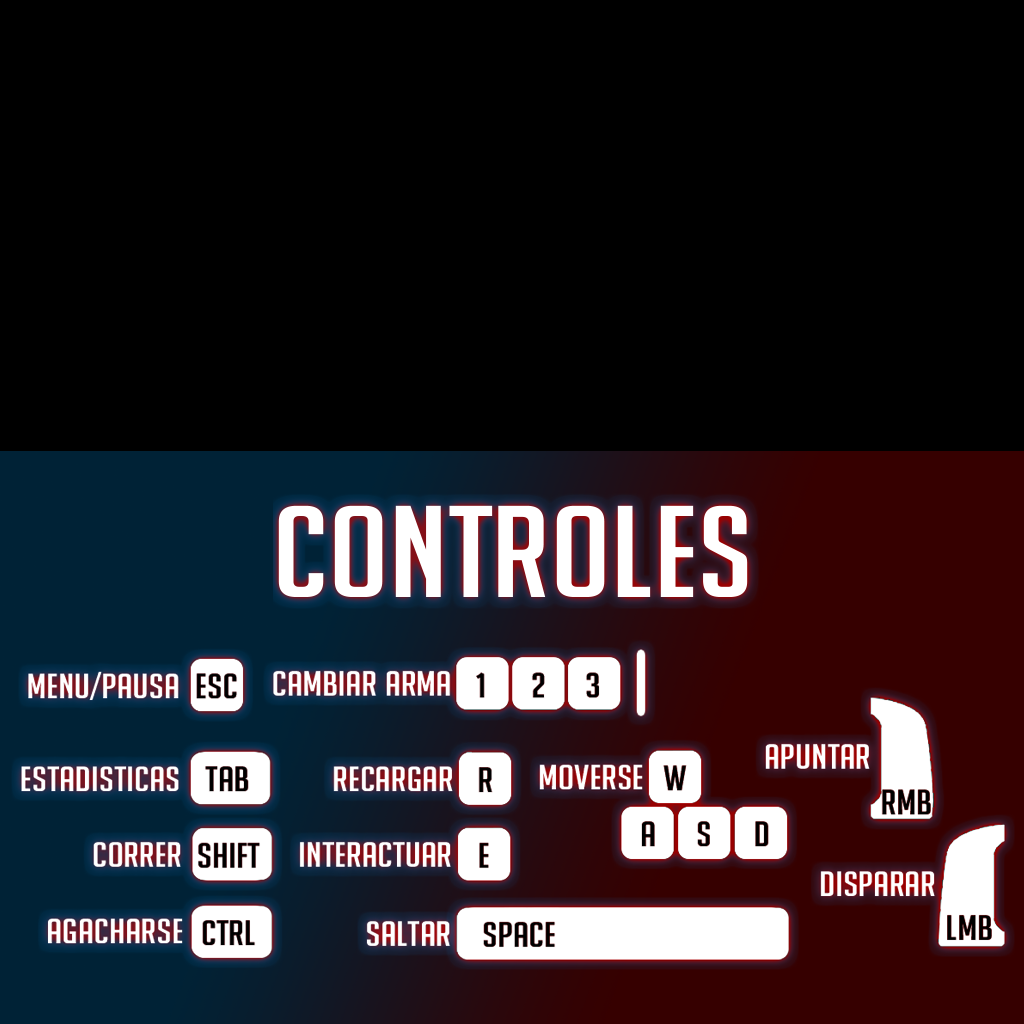 CONTROLES
MENU/PAUSA ESC
CAMBIAR ARMA 1 2 3
ESTADISTICAS TAB
RECARGAR R
MOVERSE W
A S D
APUNTAR RMB
CORRER SHIFT
INTERACTUAR E
DISPARAR LMB
AGACHARSE CTRL
SALTAR SPACE